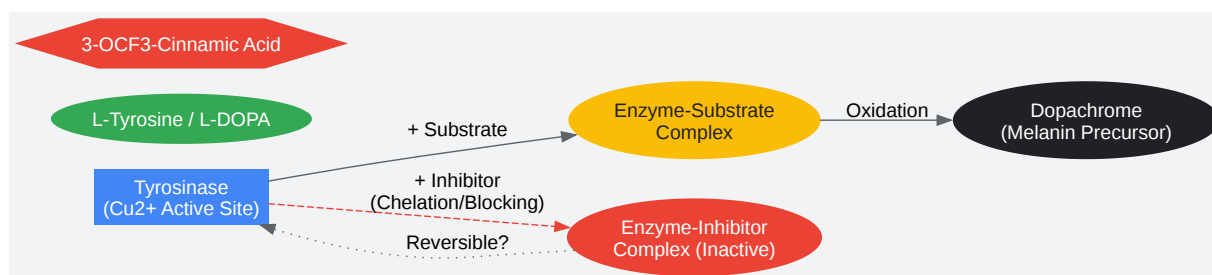 3-OCF3-Cinnamic Acid
L-Tyrosine / L-DOPA
Tyrosinase
(Cu2+ Active Site)
+ Substrate
+ Inhibitor
(Chelation/Blocking)
Reversible?
Enzyme-Substrate
Complex
Enzyme-Inhibitor
Complex (Inactive)
Oxidation
Dopachrome
(Melanin Precursor)